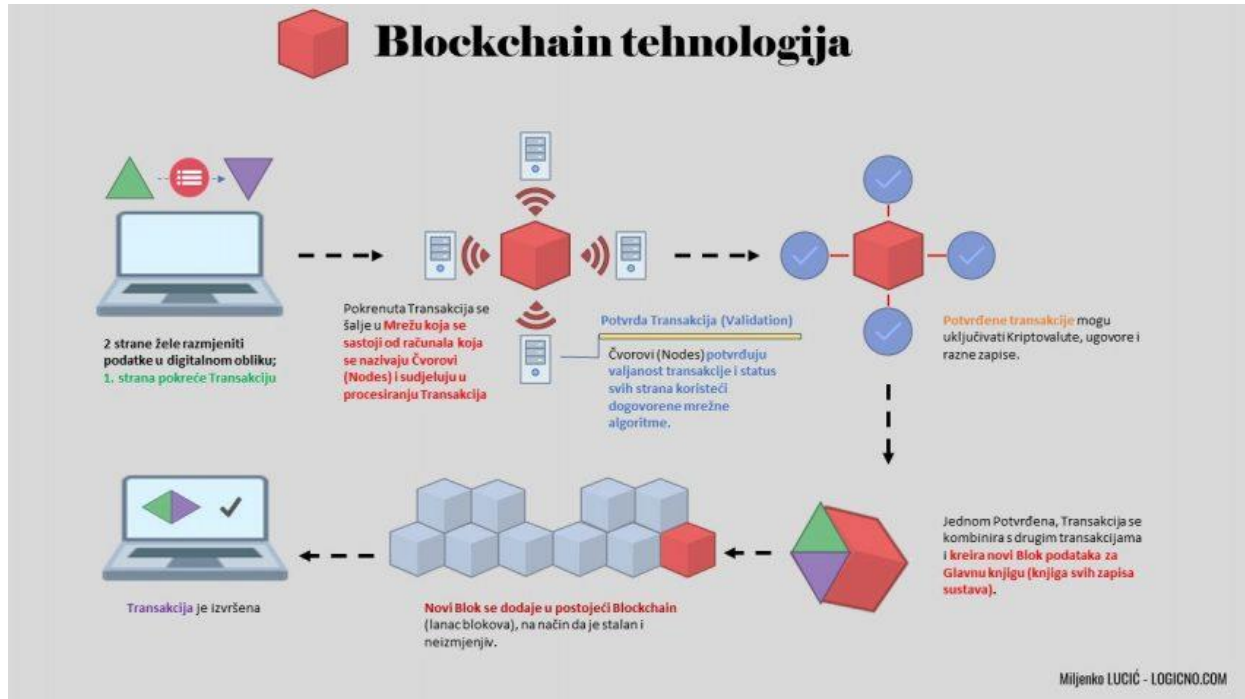 Blockchain tehnologija
2 strane žele razmjeniti
podatke u digitalnom obliku;
1. strana pokreće Transakciju
Pokrenuta Transakcija se
šalje u Mrežu koja se
sastoji od računala koja
se nazivaju Čvorovi
(Nodes) i sudjeluju u
procesiranju Transakcija
Potvrda Transakcija (Validation)
Čvorovi (Nodes) potvrđuju
valjanost transakcije i status
svih strana koristeći
dogovorene mrežne
algoritme.
Potvrđene transakcije mogu
uključivati Kriptovalute, ugovore i
razne zapise.
Jednom Potvrđena, Transakcija se
kombinira s drugim transakcijama
i kreira novi Blok podataka za
Glavnu knjigu (knjiga svih zapisa
sustava).
Novi Blok se dodaje u postojeći Blockchain
(lanac blokova), na način da je stalan i
neizmjenjiv.
Transakcija je izvršena
Miljenko LUCIĆ - LOGICNO.COM